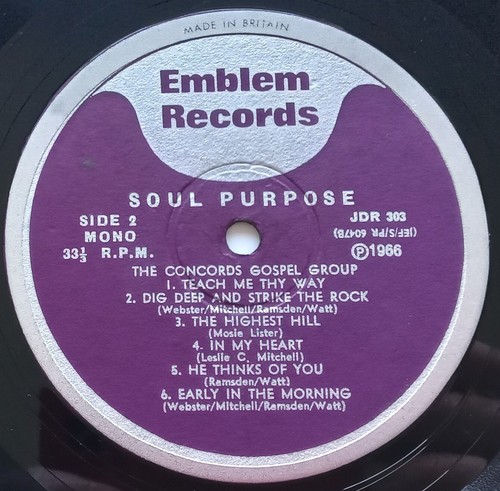 MADE IN BRITAIN
Emblem
Records
SOUL PURPOSE
SIDE 2
MONO
33⅓ R.P.M.
JDR 303
(JEF/S/PR 6047B)
℗1966
THE CONCORDS GOSPEL GROUP
1. TEACH ME THY WAY
2. DIG DEEP AND STRIKE THE ROCK
(Webster/Mitchell/Ramsden/Watt)
3. THE HIGHEST HILL
(Mosie Lister)
4. IN MY HEART
(Leslie C. Mitchell)
5. HE THINKS OF YOU
(Ramsden/Watt)
6. EARLY IN THE MORNING
(Webster/Mitchell/Ramsden/Watt)